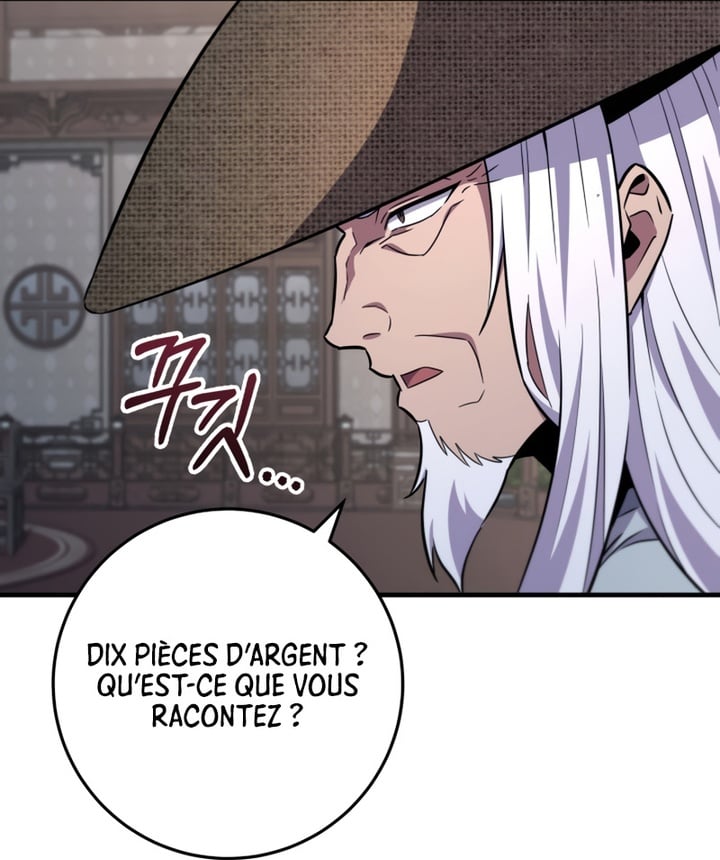 꾸깃...
DIX PIÈCES D'ARGENT ?
QU'EST-CE QUE VOUS
RACONTEZ ?